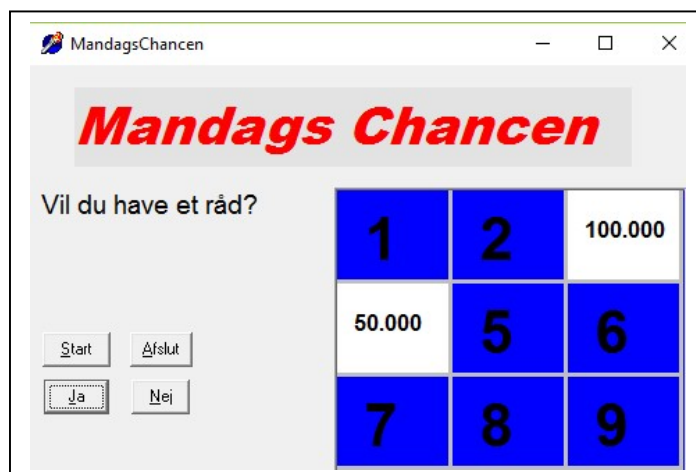 MandagsChancen
Mandags Chancen
Vil du have et råd?
Start Afslut
Ja Nej
1 2 100.000
50.000 5 6
7 8 9